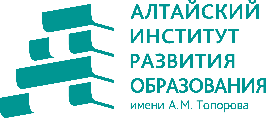 АЛТАЙСКИЙ
ИНСТИТУТ
РАЗВИТИЯ
ОБРАЗОВАНИЯ
имени А.М. Топорова